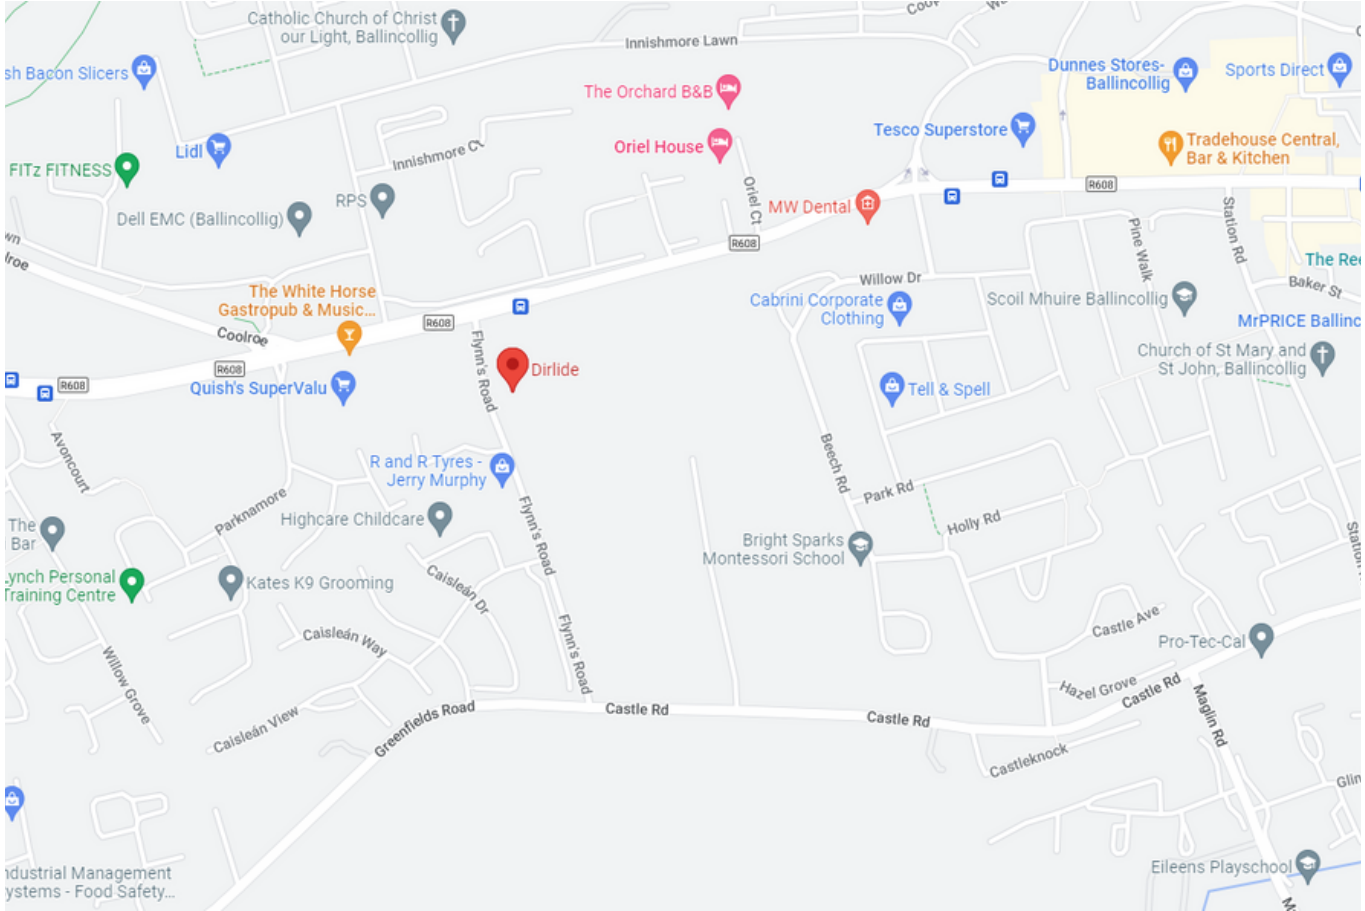 Catholic Church of Christ
our Light, Ballincollig
Innishmore Lawn
sh Bacon Slicers
The Orchard B&B
Dunnes Stores-
Ballincollig
Sports Direct
Tesco Superstore
Tradehouse Central,
Bar & Kitchen
Lidl
Innishmore Ct
Oriel House
FITz FITNESS
RPS
Dell EMC (Ballincollig)
Oriel Ct
MW Dental
R608
R608
Station Rd
Pine Walk
wn
lroe
The Ree
Willow Dr
Baker St
The White Horse
Gastropub & Music...
Cabrini Corporate
Clothing
Scoil Mhuire Ballincollig
MrPRICE Ballinc
Coolroe
R608
R608
R608
Church of St Mary and
St John, Ballincollig
Quish's SuperValu
Flynn's Road
Dirlide
Tell & Spell
Avoncourt
R and R Tyres -
Jerry Murphy
Beech Rd
Park Rd
Parknamore
Highcare Childcare
Flynn's Road
Holly Rd
Station
The
Bar
Bright Sparks
Montessori School
ynch Personal
Training Centre
Kates K9 Grooming
Caisleán Dr
Flynn's Road
Castle Ave
Caisleán Way
Pro-Tec-Cal
Willow Grove
Hazel Grove
Castle Rd
Caisleán View
Greenfields Road
Castle Rd
Castle Rd
Maglin Rd
Castleknock
Glin
ndustrial Management
ystems - Food Safety...
Eileens Playschool